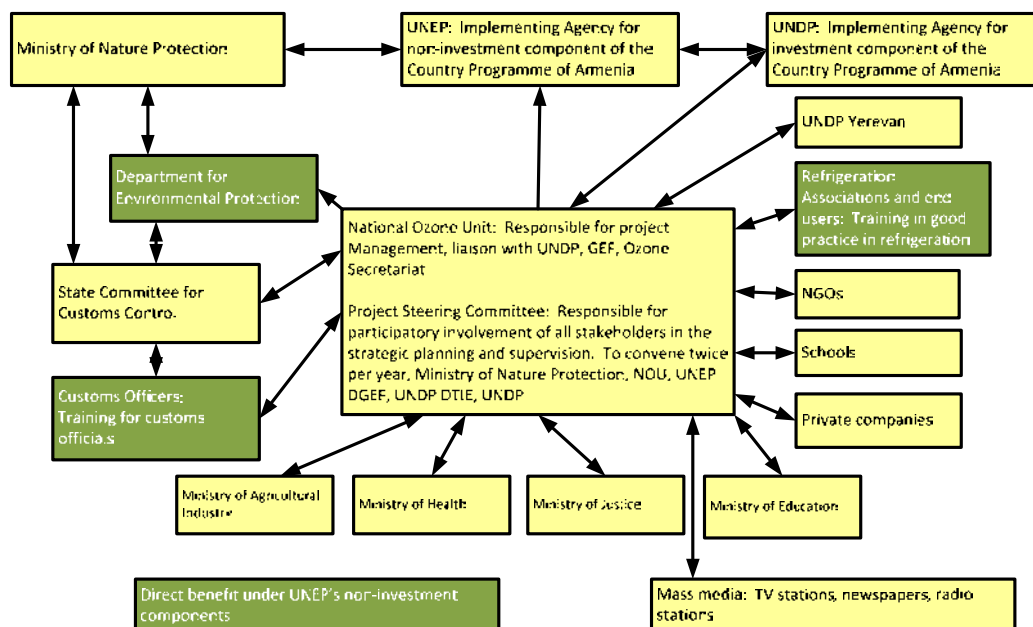 Ministry of Nature Protection
UNEP: Implementing Agency for
non-investment component of the
Country Programme of Armenia
UNDP: Implementing Agency for
investment component of the
Country Programme of Armenia
UNDP Yerevan
Department for
Environmental Protection
Refrigeration
Associations and end
users: Training in good
practice in refrigeration
National Ozone Unit: Responsible for project
Management, liaison with UNDP, GEF, Ozone
Secretariat
Project Steering Committee: Responsible for
participatory involvement of all stakeholders in the
strategic planning and supervision. To convene twice
per year, Ministry of Nature Protection, NOU, UNEP
DGEF, UNDP DTIE, UNDP
State Committee for
Customs Control
NGOs
Schools
Customs Officers:
Training for customs
officials
Private companies
Ministry of Agricultural
Industry
Ministry of Health
Ministry of Justice
Ministry of Education
Direct benefit under UNEP's non-investment
components
Mass media: TV stations, newspapers, radio
stations